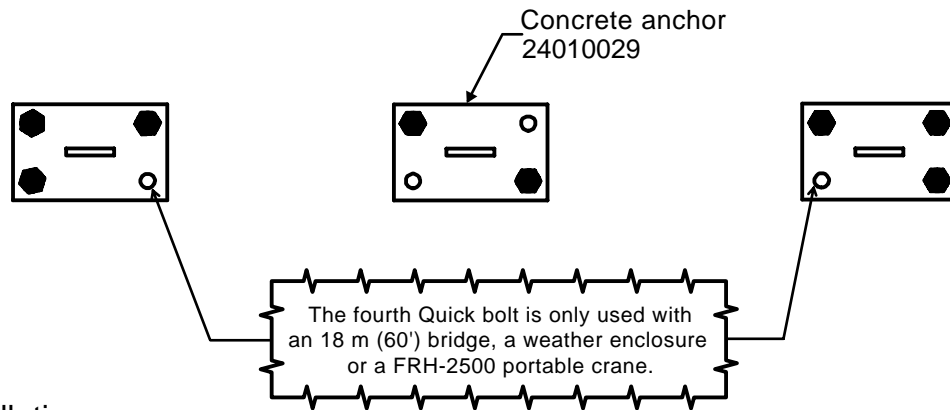 Concrete anchor
24010029
The fourth Quick bolt is only used with
an 18 m (60') bridge, a weather enclosure
or a FRH-2500 portable crane.